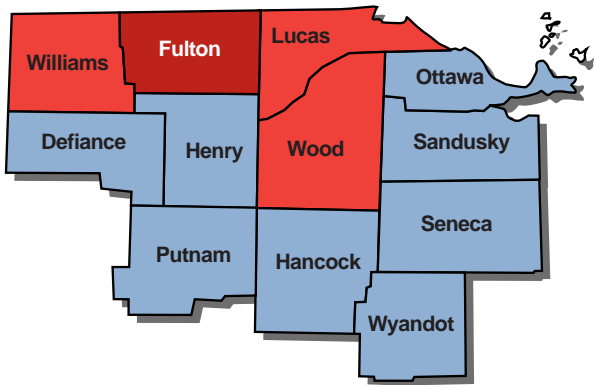 Lucas
Fulton
Williams
Ottawa
Defiance
Henry
Wood
Sandusky
Seneca
Putnam
Hancock
Wyandot